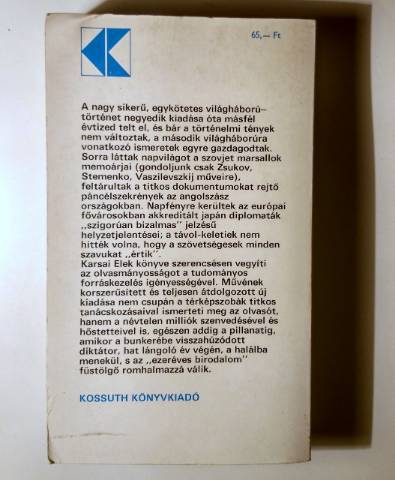 65,— Ft
A nagy sikerű, egykötetes világháború—
történet negyedik kiadása óta másfél
évtized telt el, és bár a történelmi tények
nem változtak, a második világháborúra
vonatkozó ismeretek egyre gazdagodtak.
Sorra láttak napvilágot a szovjet marsallok
memoárjai (gondoljunk csak Zsukov,
Stemenko, Vaszilevszkij műveire),
feltárultak a titkos dokumentumokat rejtő
páncélszekrények az angolszász
országokban. Napfényre kerültek az európai
fővárosokban akkreditált japán diplomaták
,,szigorúan bizalmas" jelzésű
helyzetjelentései; a távol-keletiek nem
hitték volna, hogy a szövetségesek minden
szavukat ,,értik".
Karsai Elek könyve szerencsésen vegyíti
az olvasmányosságot a tudományos
forráskezelés igényességével. Művének
korszerűsített és teljesen átdolgozott új
kiadása nem csupán a térképszobák titkos
tanácskozásaival ismerteti meg az olvasót,
hanem a névtelen milliók szenvedésével és
hőstetteivel is, egészen addig a pillanatig,
amikor a bunkerébe visszahúzódott
diktátor, hat lángoló év végén, a halálba
menekül, s az ,,ezeréves birodalom"
füstölgő romhalmazzá válik.
KOSSUTH KÖNYVKIADÓ